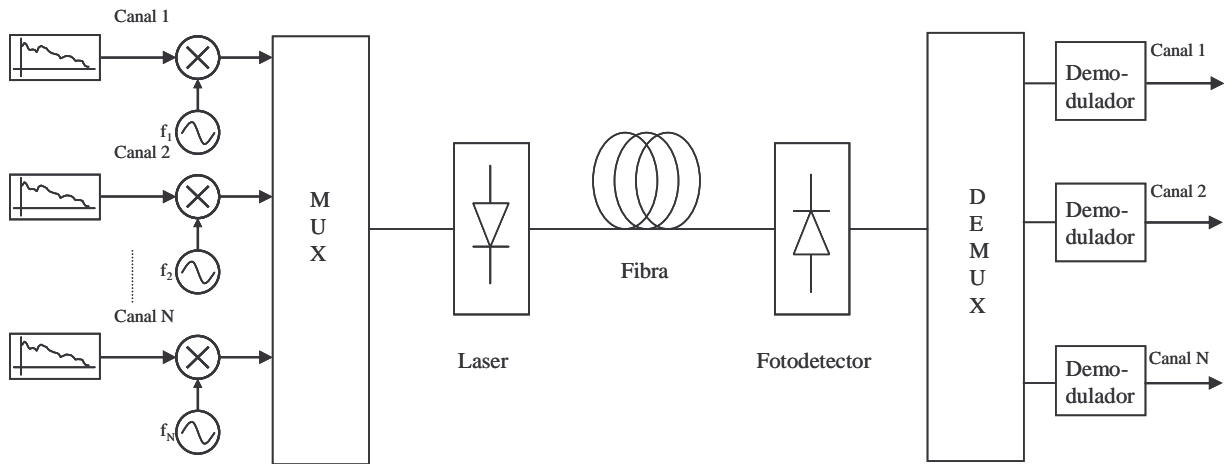 Canal 1
f1
Canal 2
f2
Canal N
fN
M
U
X
Laser
Fibra
Fotodetector
D
E
M
U
X
Demo-
dulador
Canal 1
Demo-
dulador
Canal 2
Demo-
dulador
Canal N